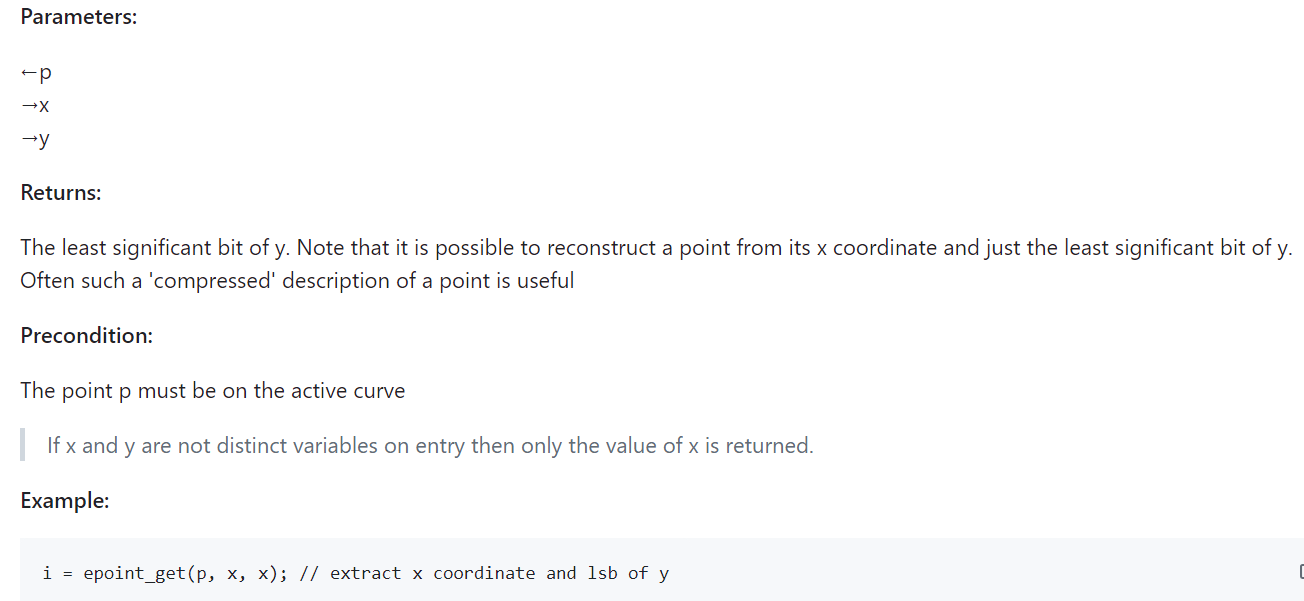 Parameters:
←p
→x
→y
Returns:
The least significant bit of y. Note that it is possible to reconstruct a point from its x coordinate and just the least significant bit of y.
Often such a 'compressed' description of a point is useful
Precondition:
The point p must be on the active curve
If x and y are not distinct variables on entry then only the value of x is returned.
Example:
i = epoint_get(p, x, x); // extract x coordinate and lsb of y